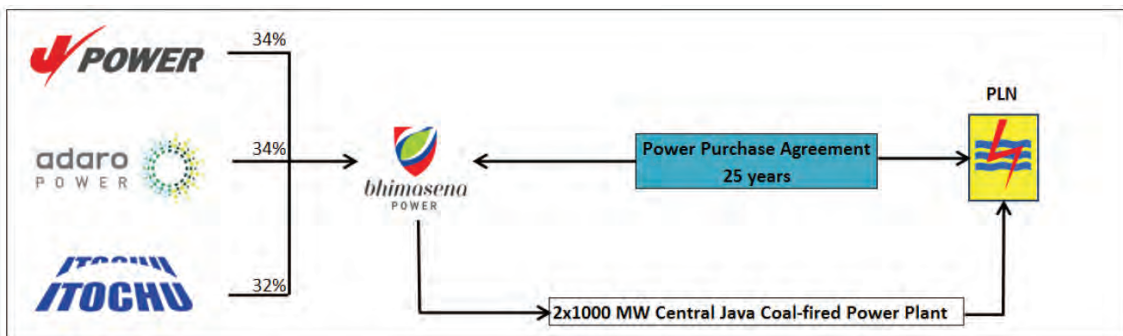 J POWER
34%
adaro
POWER
34%
ITOCHU
32%
bhimasena
POWER
Power Purchase Agreement
25 years
PLN
2x1000 MW Central Java Coal-fired Power Plant